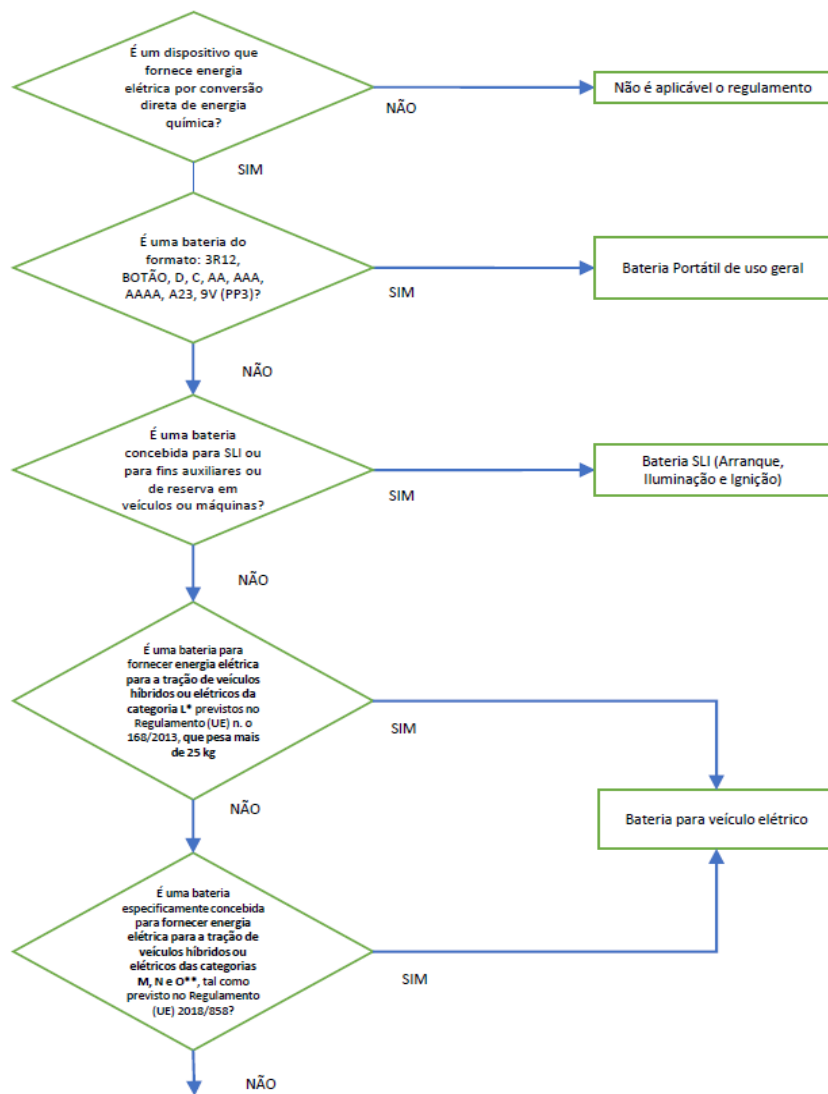 É um dispositivo que
fornece energia
elétrica por conversão
direta de energia
química?
NÃO
Não é aplicável o regulamento
SIM
É uma bateria do
formato: 3R12,
BOTÃO, D, C, AA, AAA,
AAAA, A23, 9V (PP3)?
SIM
Bateria Portátil de uso geral
NÃO
É uma bateria
concebida para SLI ou
para fins auxiliares ou
de reserva em
veículos ou máquinas?
SIM
Bateria SLI (Arranque,
Iluminação e Ignição)
NÃO
É uma bateria para
fornecer energia elétrica
para a tração de veículos
híbridos ou elétricos da
categoria L* previstos no
Regulamento (UE) n. o
168/2013, que pesa mais
de 25 kg
SIM
NÃO
Bateria para veículo elétrico
É uma bateria
especificamente concebida
para fornecer energia
elétrica para a tração de
veículos híbridos ou
elétricos das categorias
M, N e O**, tal como
previsto no Regulamento
(UE) 2018/858?
SIM
NÃO